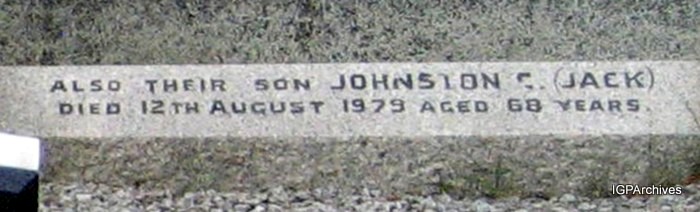 ALSO THEIR SON JOHNSTON (JACK)
DIED 12TH AUGUST 1979 AGED 68 YEARS.
IGPArchives